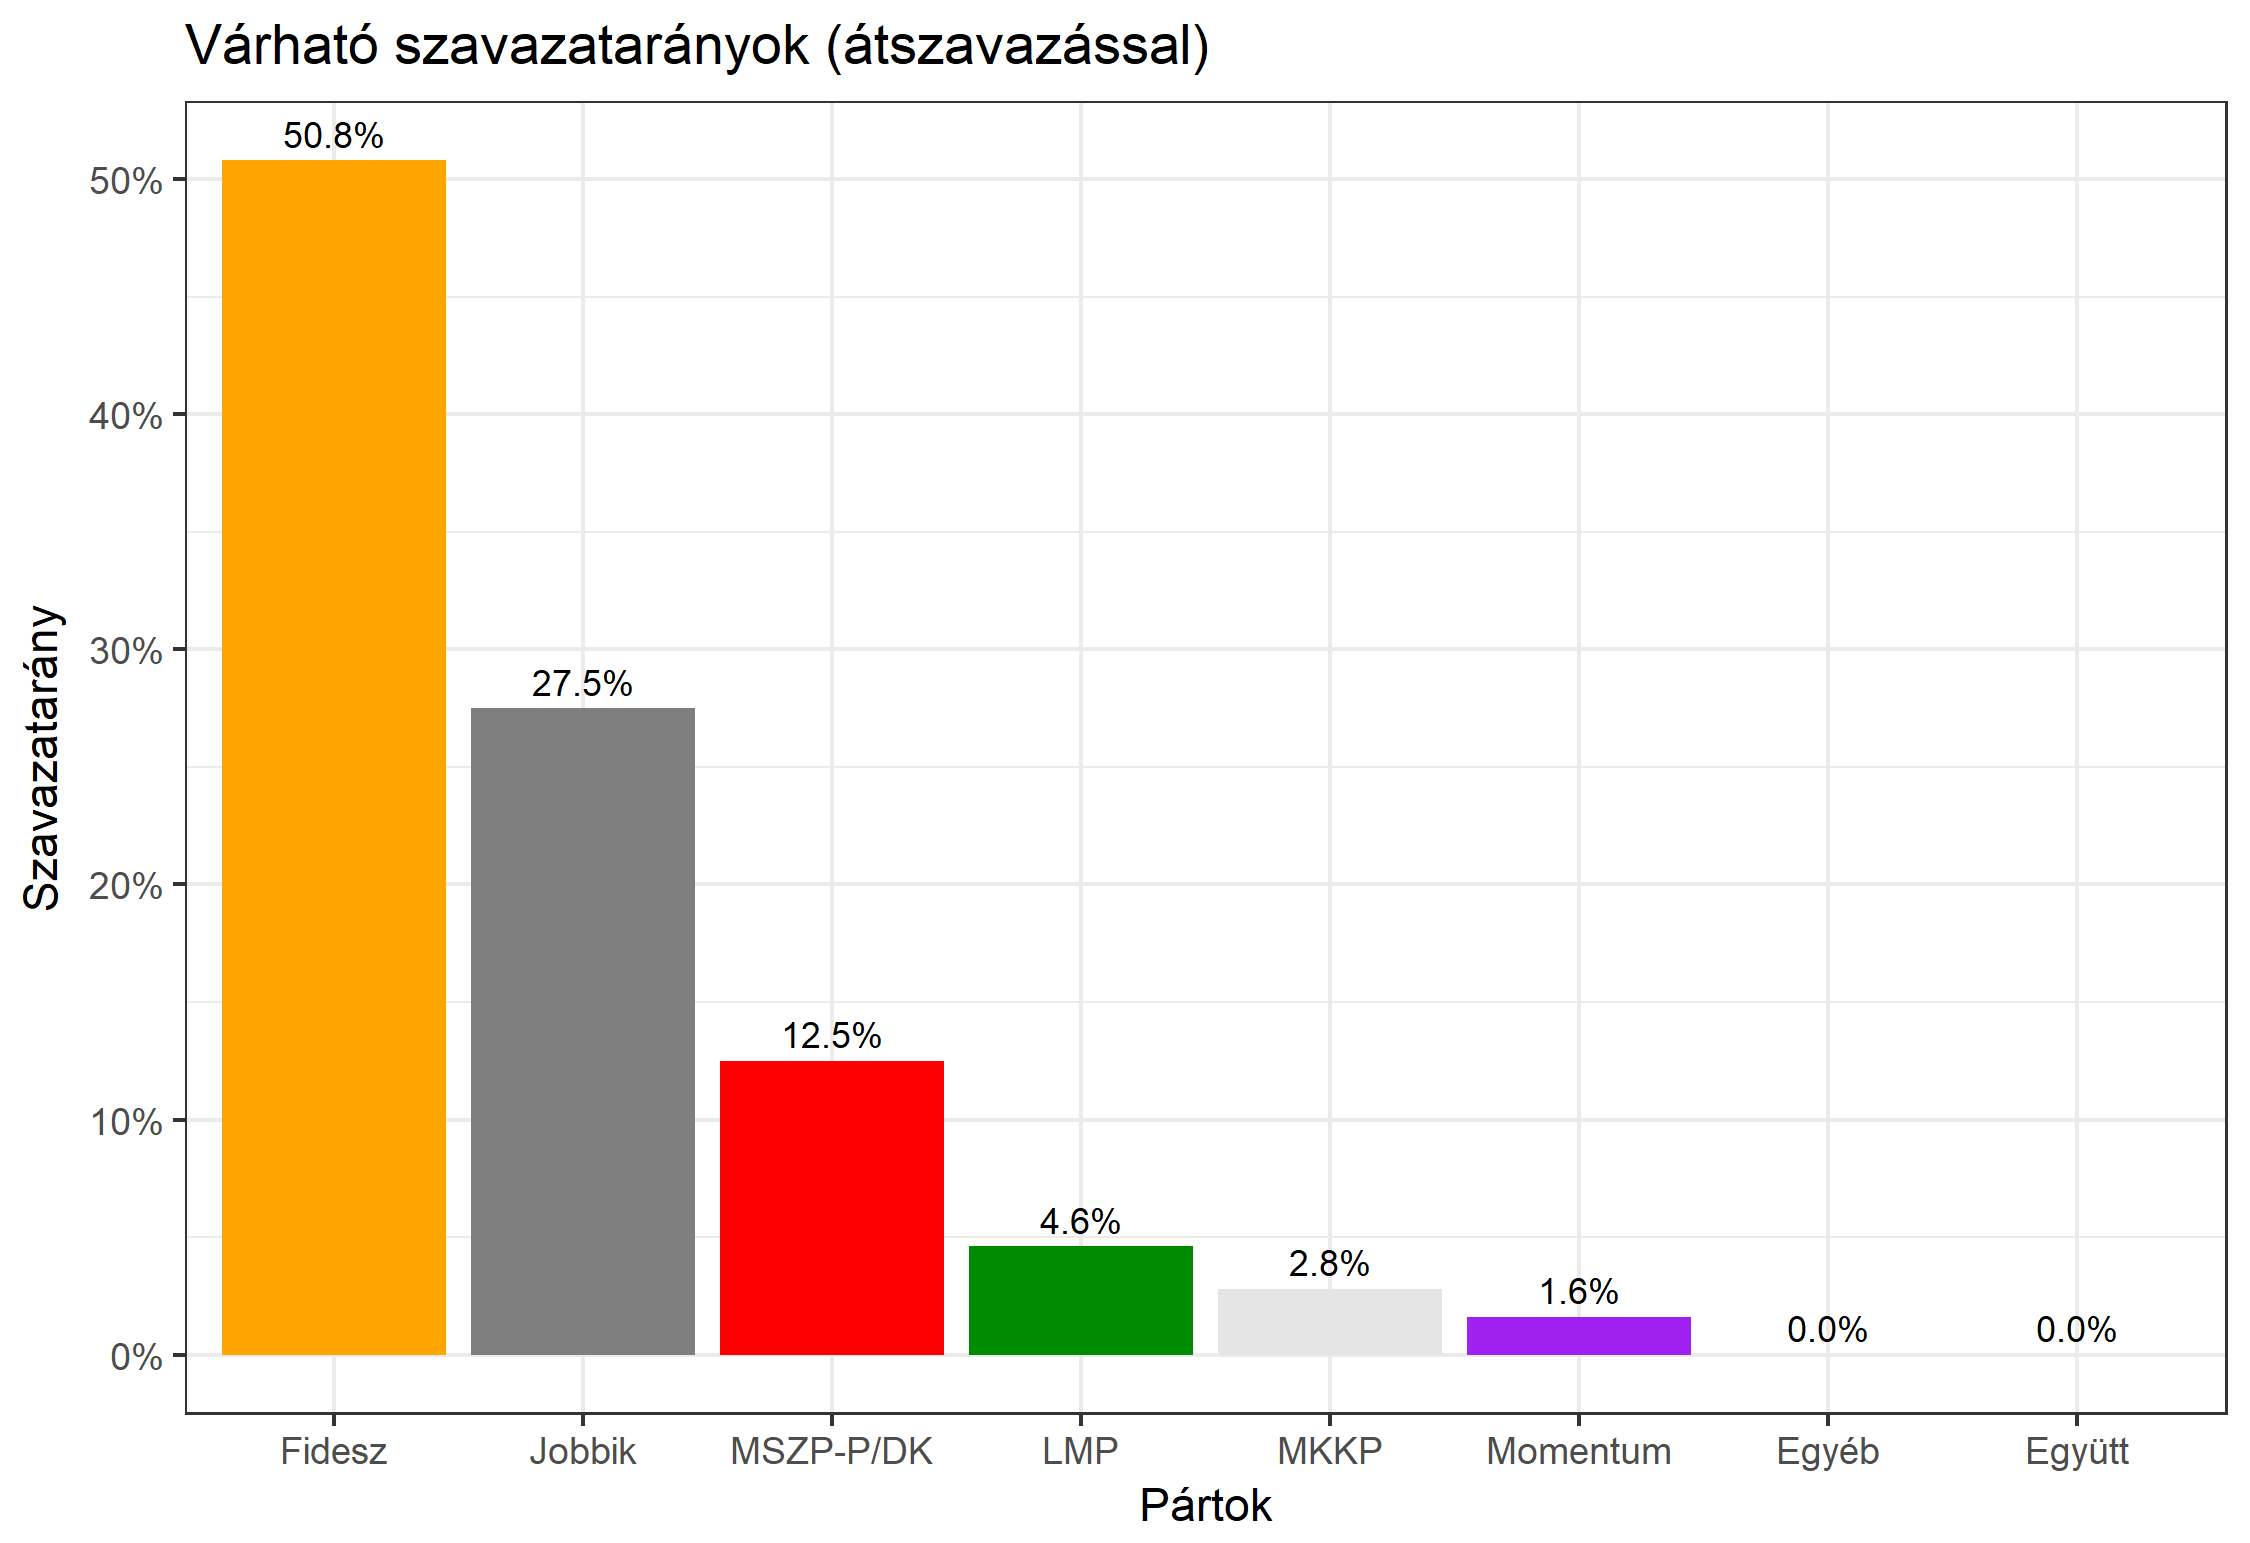 Várható szavazatarányok (átszavazással)
Szavazatarány
50%
40%
30%
20%
10%
0%
50.8%
27.5%
12.5%
4.6%
2.8%
1.6%
0.0%
0.0%
Fidesz
Jobbik
MSZP-P/DK
LMP
MKKP
Momentum
Egyéb
Együtt
Pártok